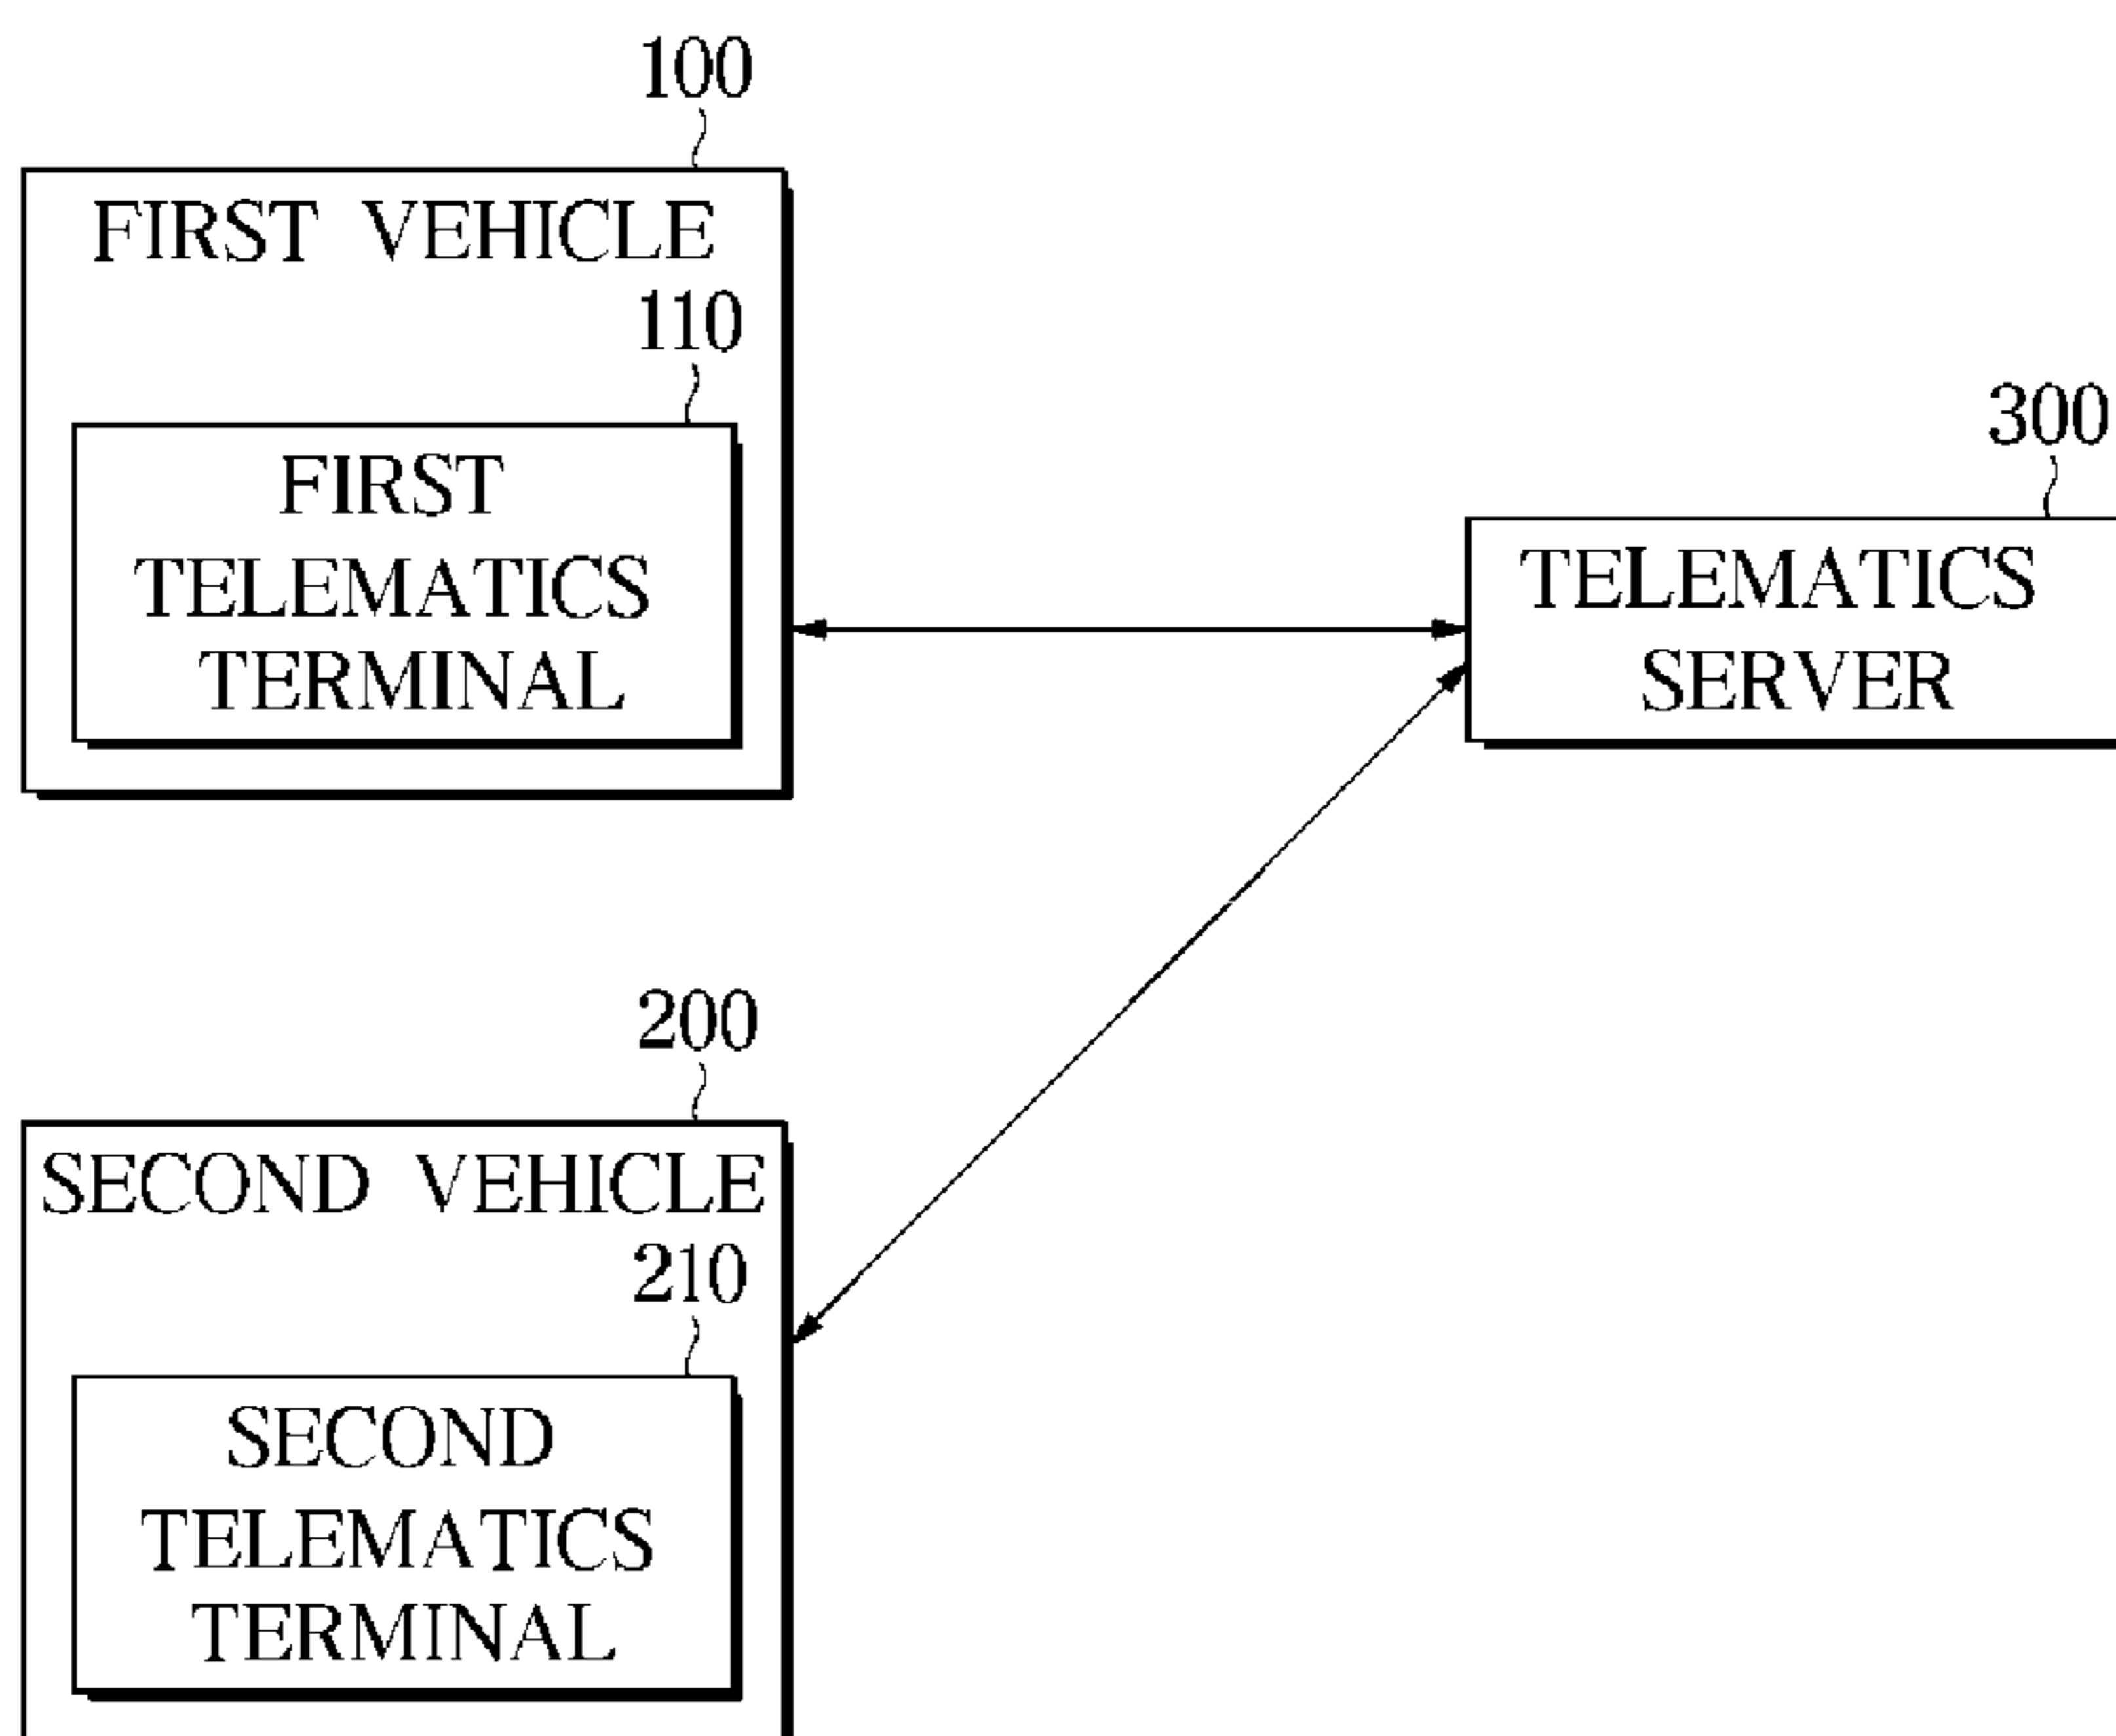 100
FIRST VEHICLE
110
FIRST
TELEMATICS
TERMINAL
300
TELEMATICS
SERVER
200
SECOND VEHICLE
210
SECOND
TELEMATICS
TERMINAL